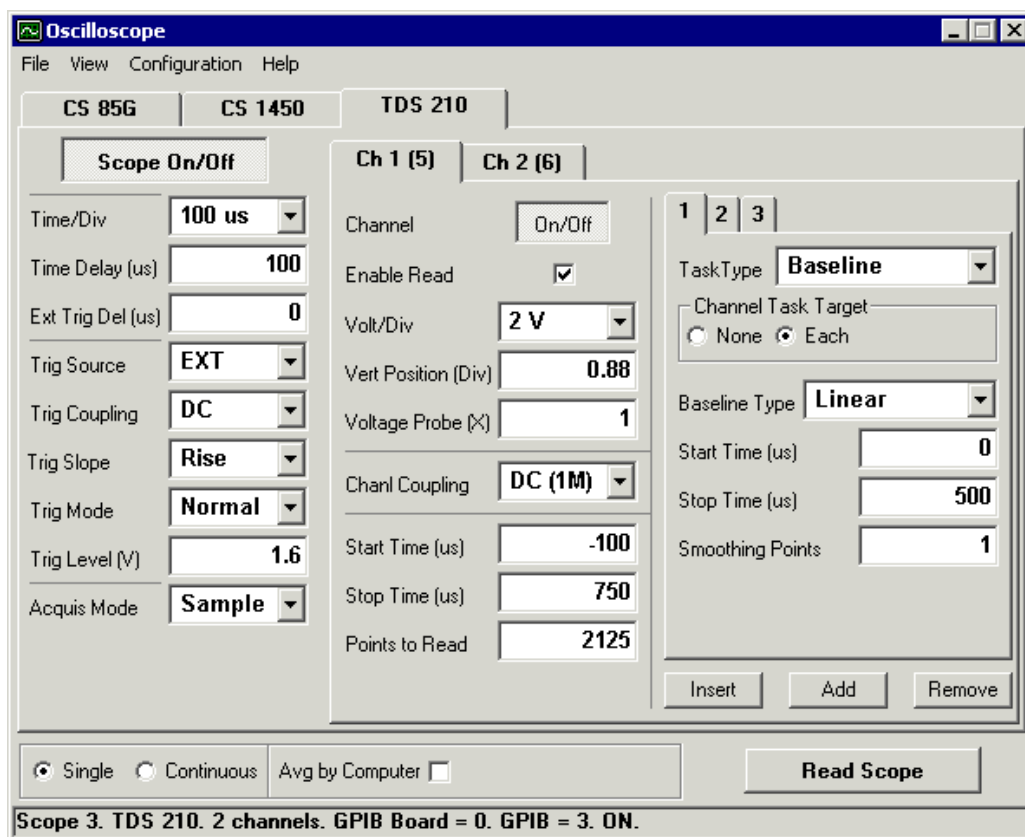 Oscilloscope
File View Configuration Help
CS 85G CS 1450 TDS 210
Scope On/Off
Time/Div 100 us
Time Delay (us) 100
Ext Trig Del (us) 0
Trig Source EXT
Trig Coupling DC
Trig Slope Rise
Trig Mode Normal
Trig Level (V) 1.6
Acquis Mode Sample
Ch 1 (5) Ch 2 (6)
Channel On/Off
Enable Read
Volt/Div 2 V
Vert Position (Div) 0.88
Voltage Probe (X) 1
Chanl Coupling DC (1M)
Start Time (us) -100
Stop Time (us) 750
Points to Read 2125
1 2 3
TaskType Baseline
Channel Task Target
None Each
Baseline Type Linear
Start Time (us) 0
Stop Time (us) 500
Smoothing Points 1
Insert Add Remove
Single Continuous Avg by Computer Read Scope
Scope 3. TDS 210. 2 channels. GPIB Board = 0. GPIB = 3. ON.